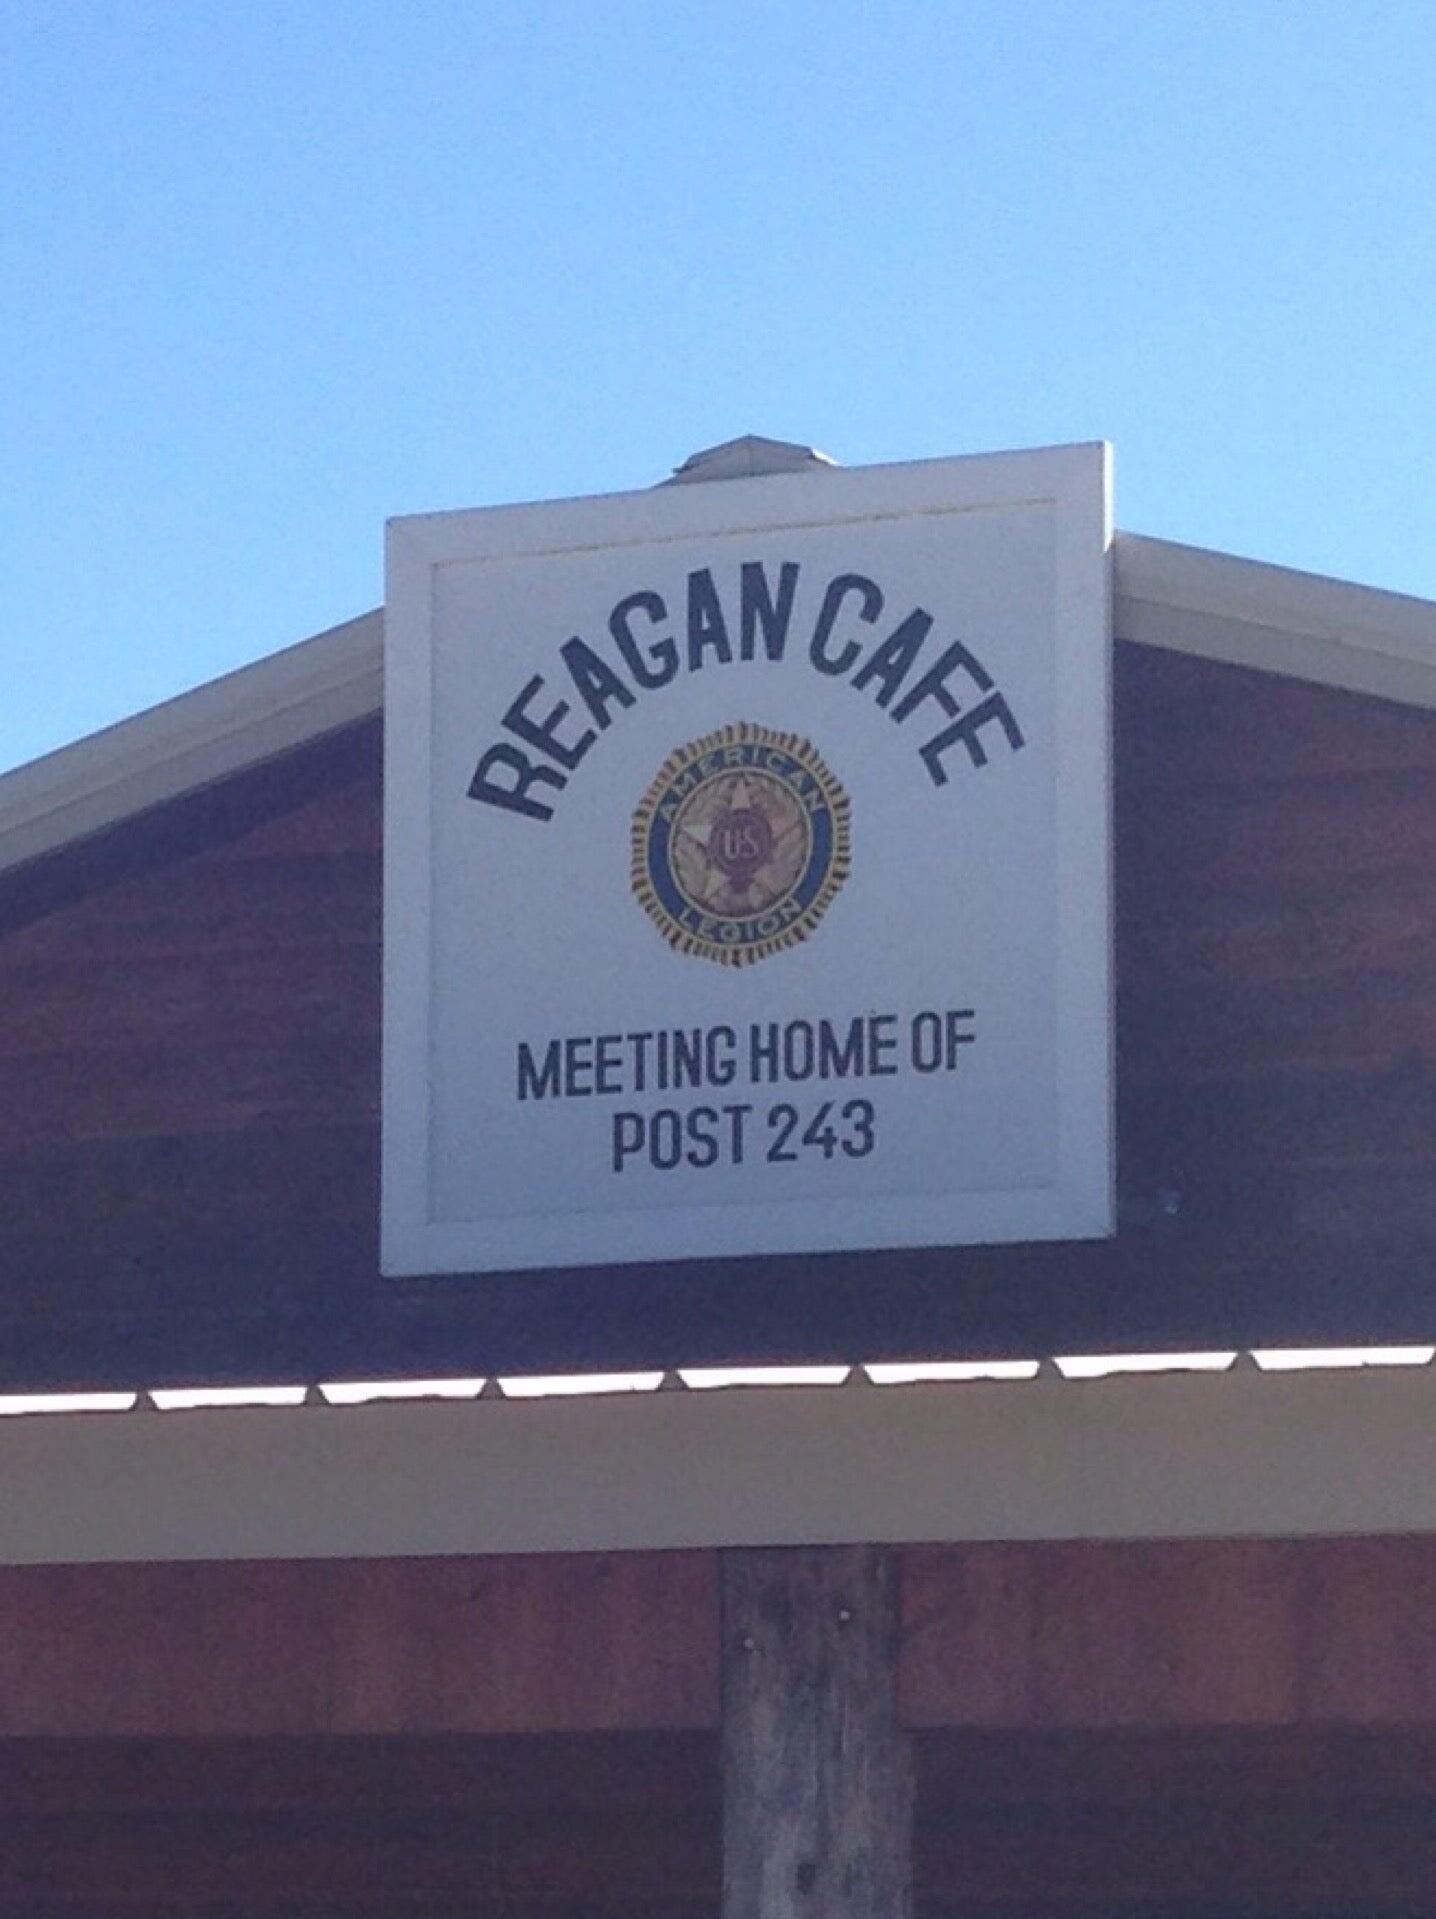 REAGAN CAFE
AMERICAN
US
LEGION
MEETING HOME OF
POST 243